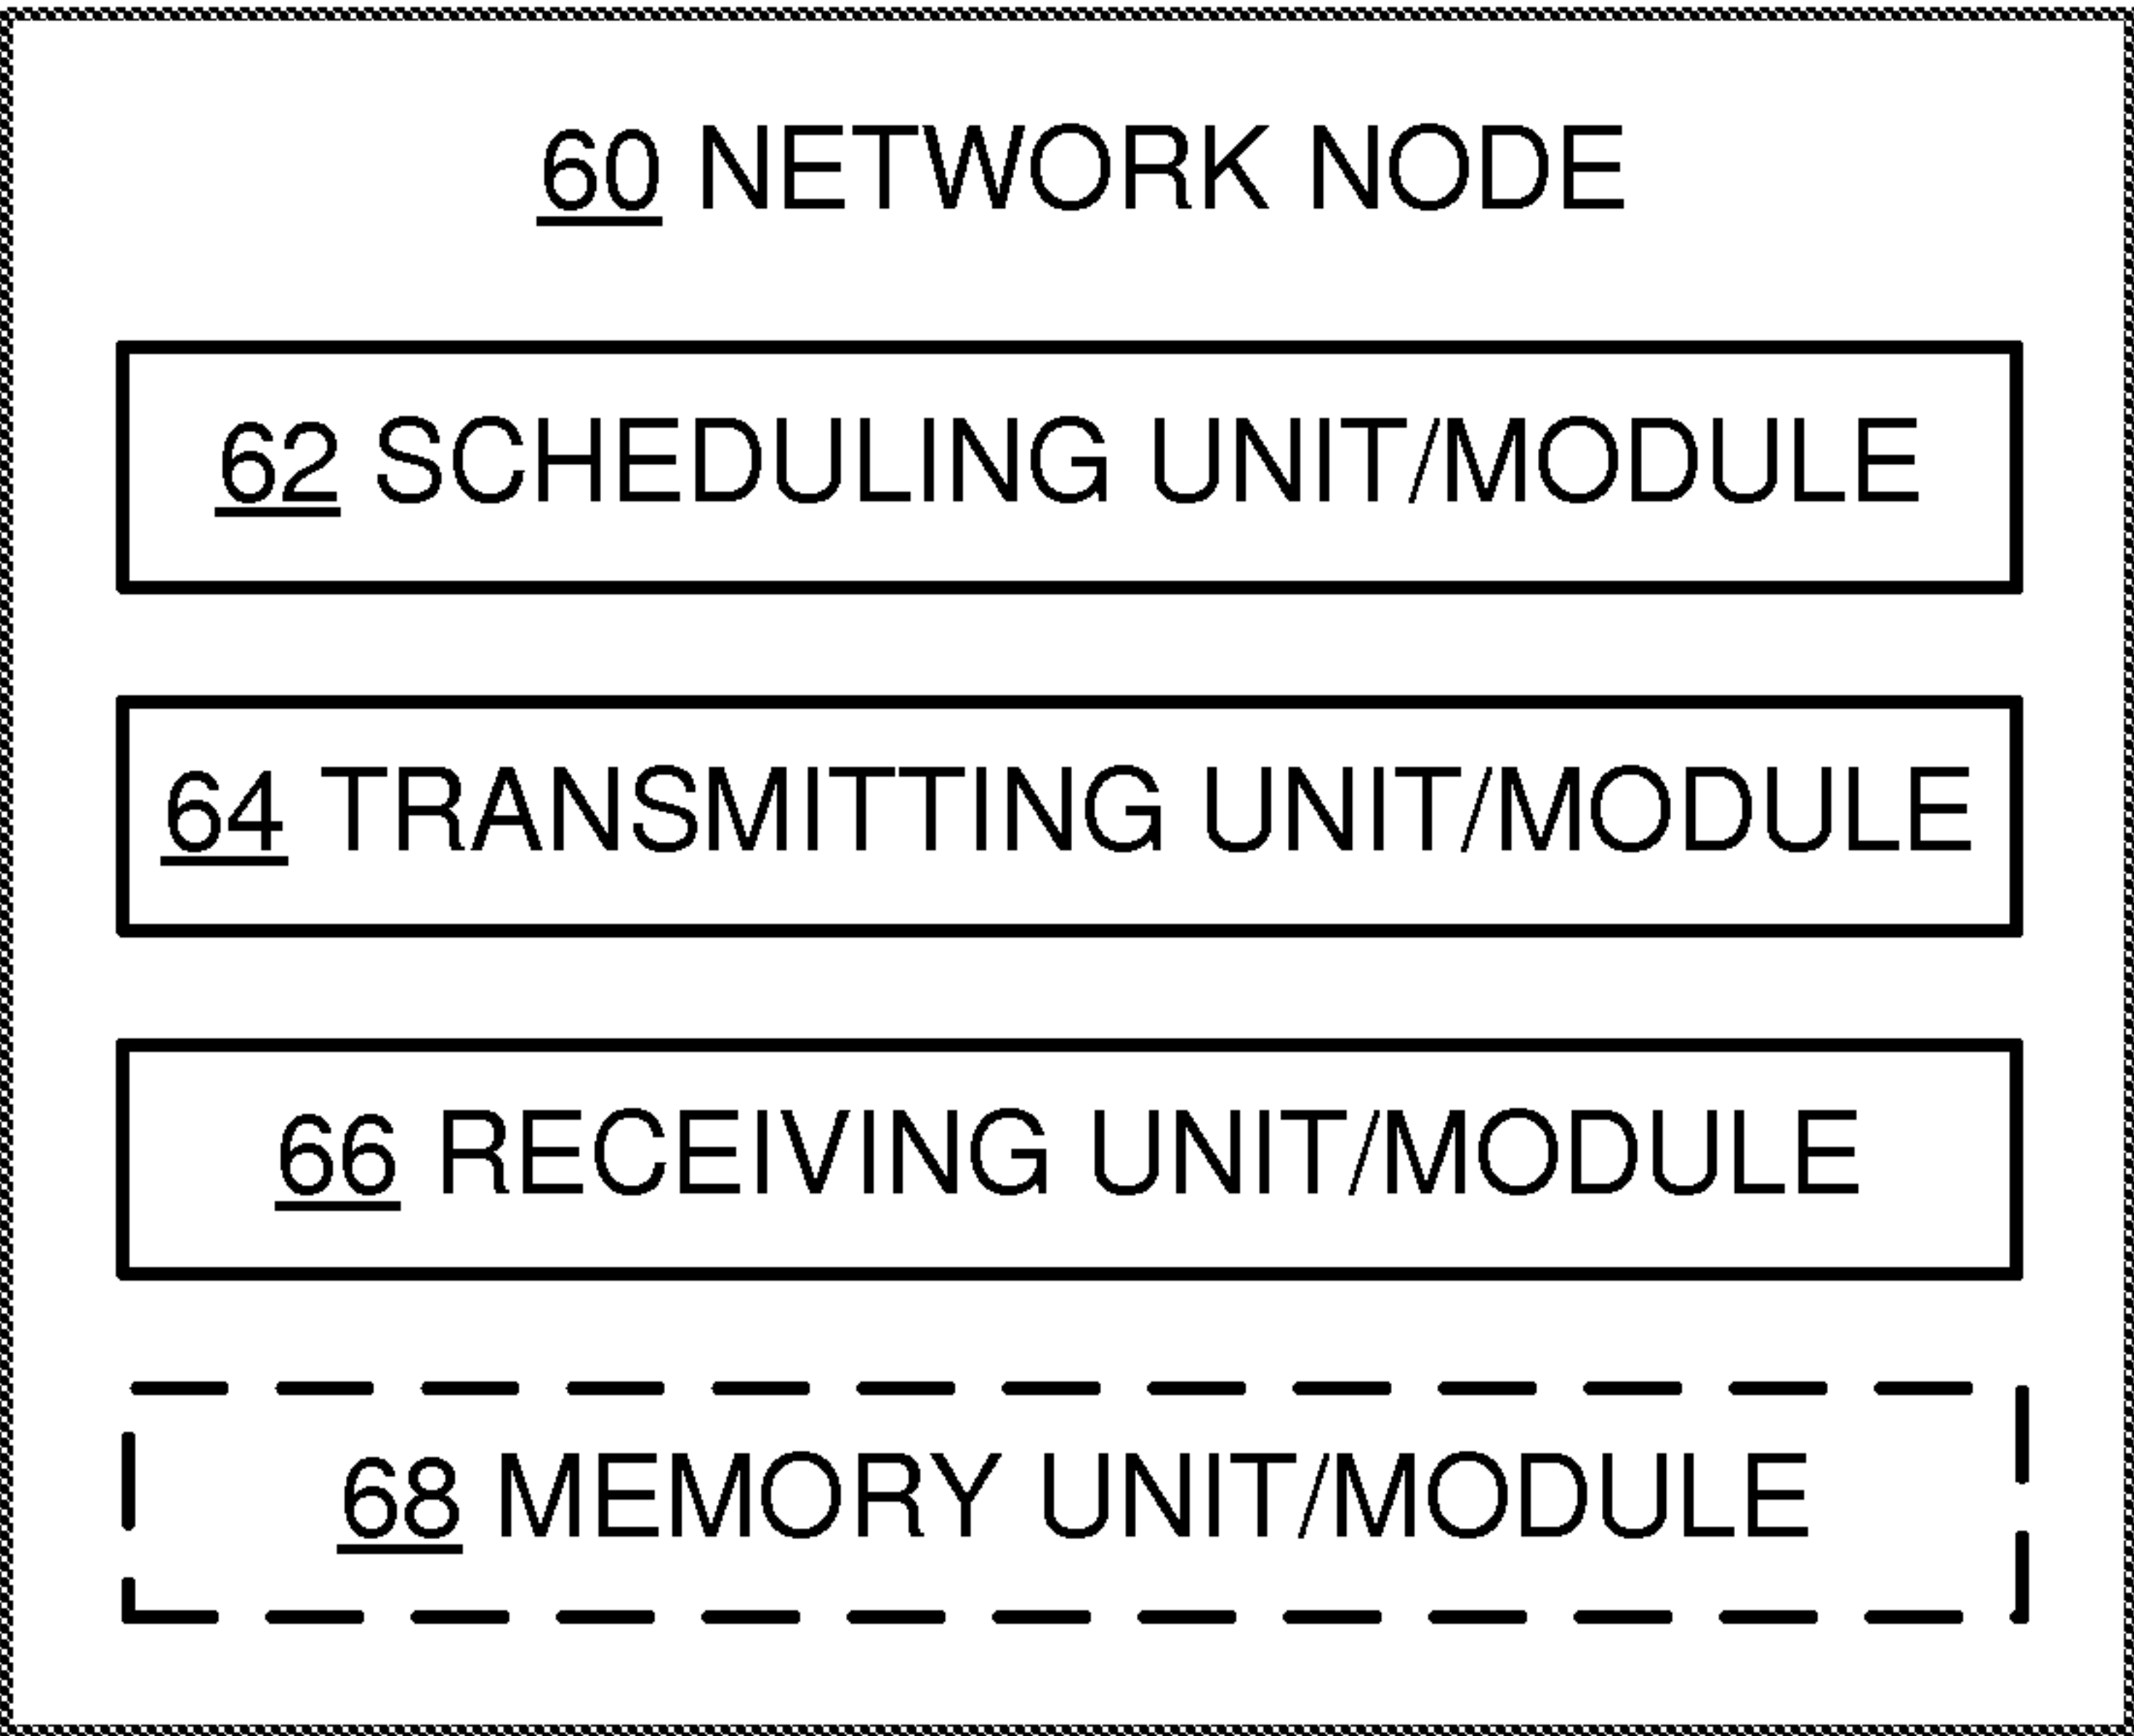 60 NETWORK NODE
62 SCHEDULING UNIT/MODULE
64 TRANSMITTING UNIT/MODULE
66 RECEIVING UNIT/MODULE
68 MEMORY UNIT/MODULE